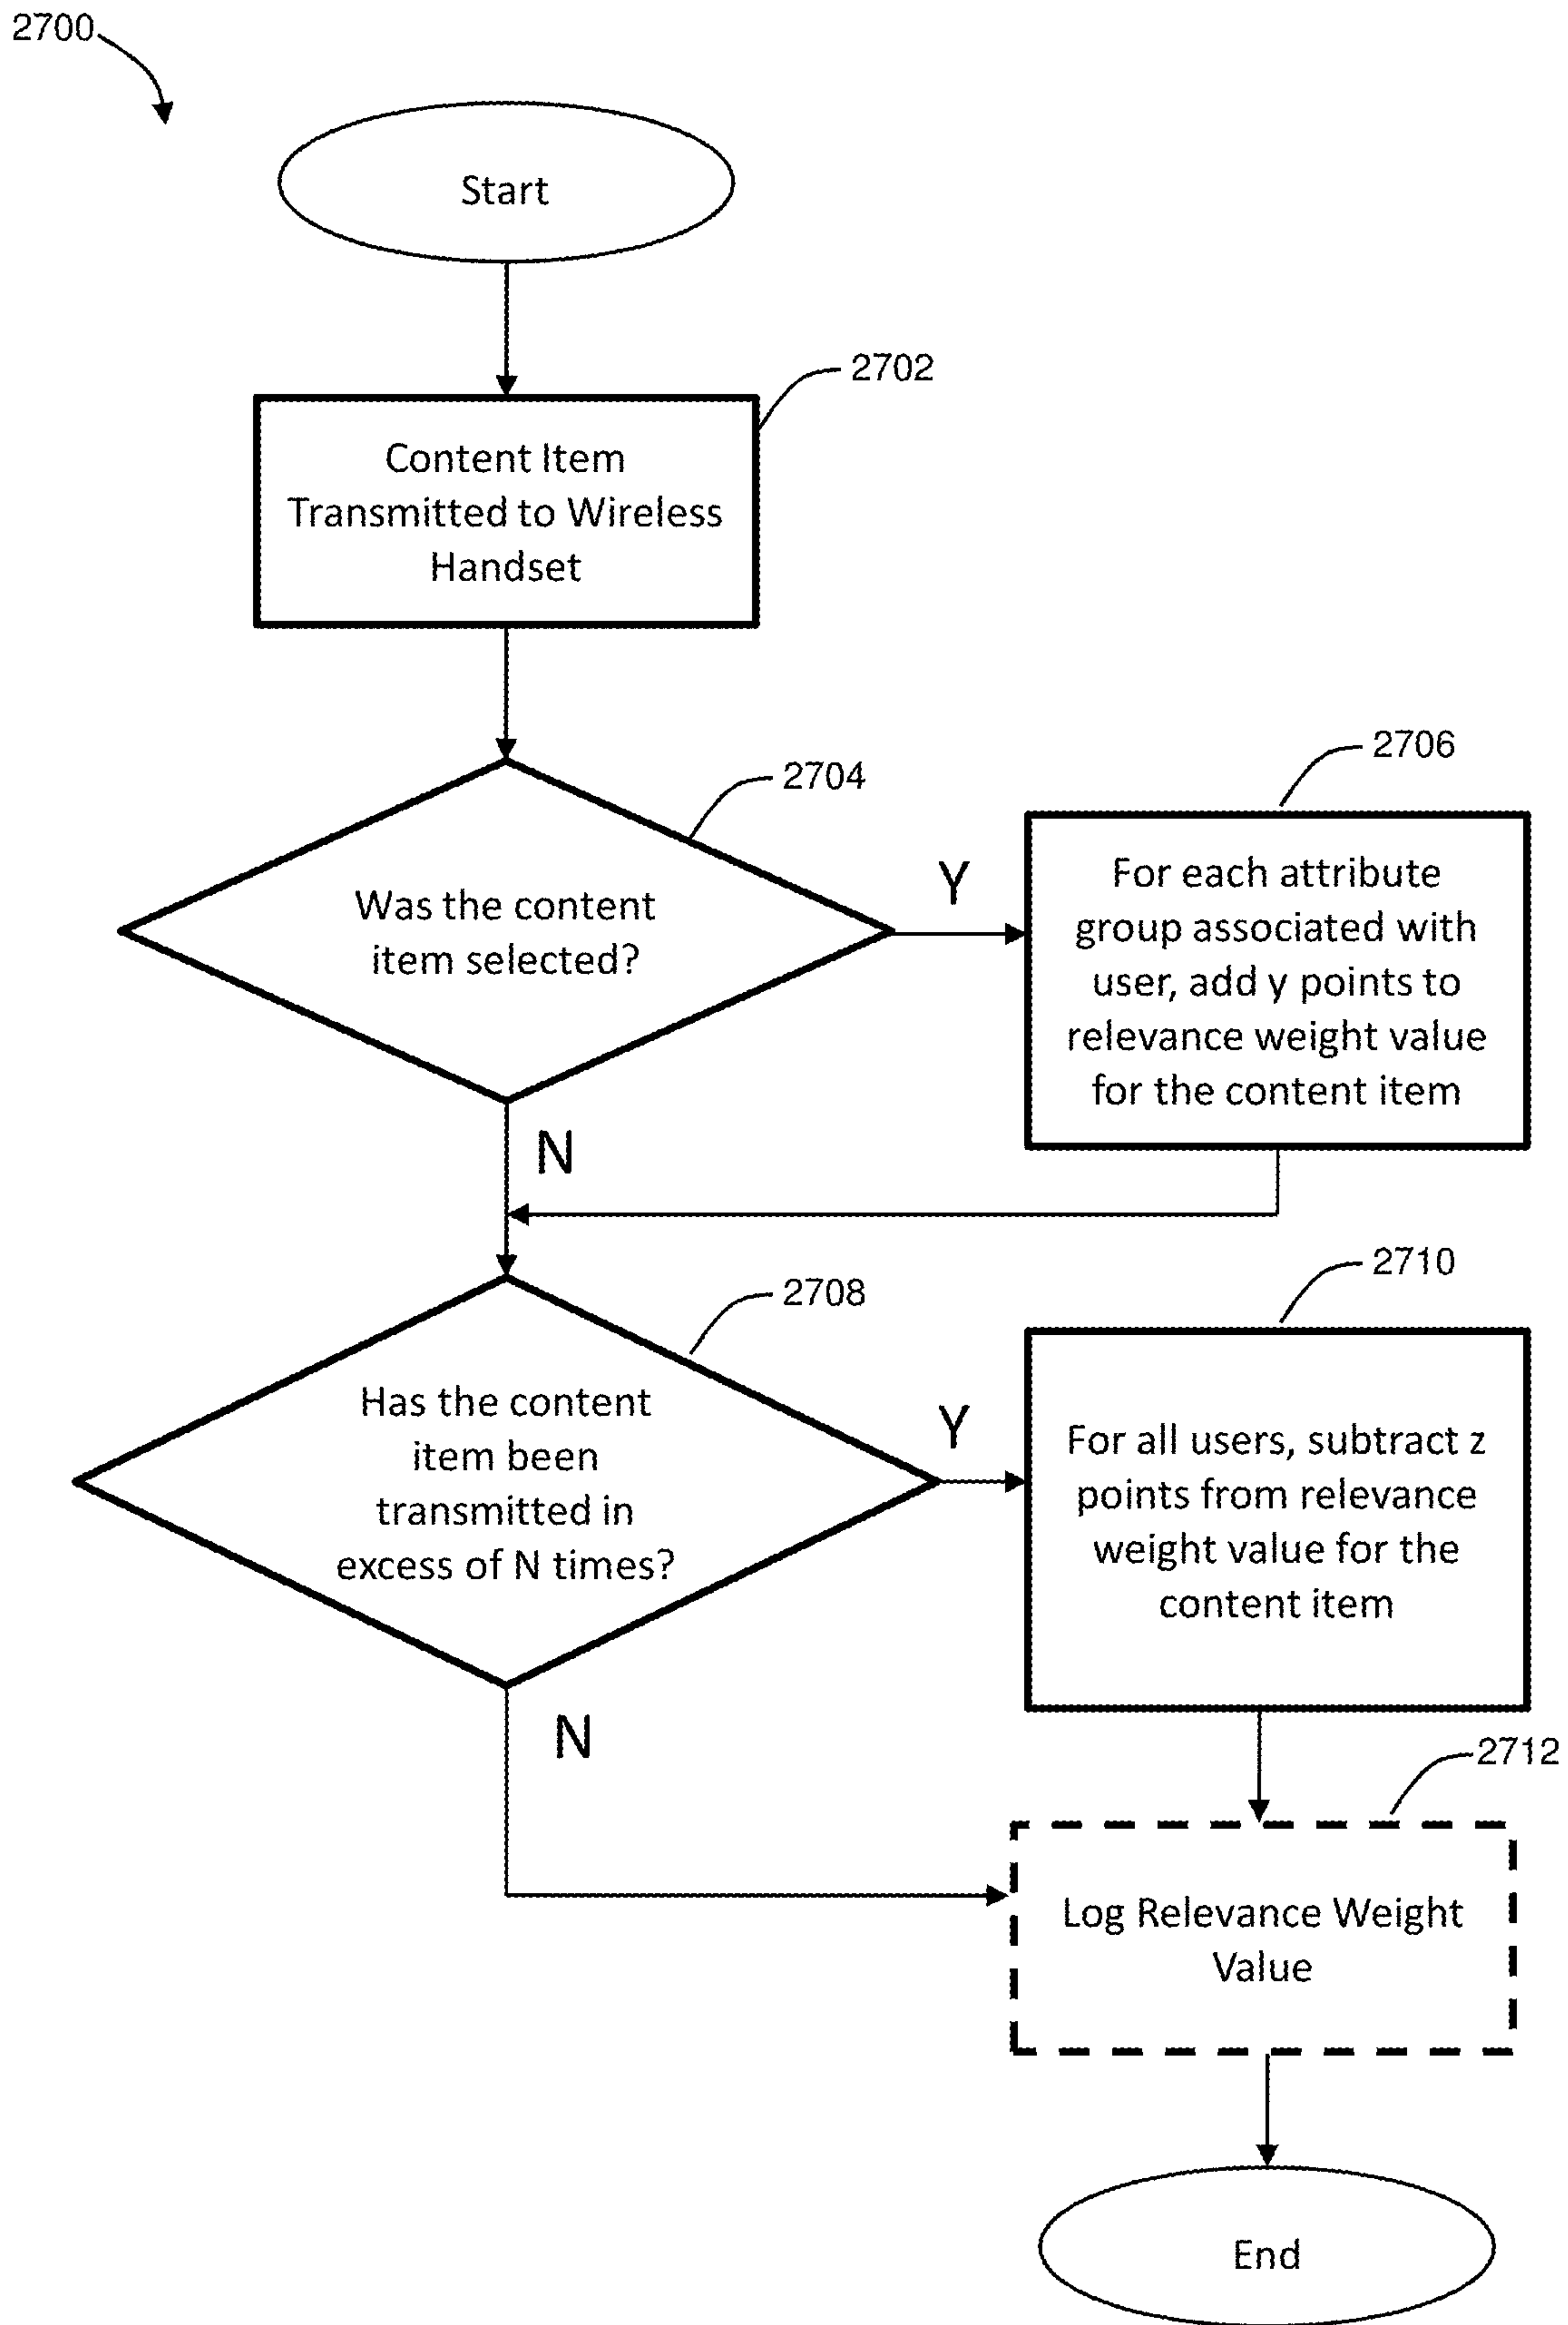 2700
Start
2702
Content Item
Transmitted to Wireless
Handset
2704
Was the content
item selected?
Y
2706
For each attribute
group associated with
user, add y points to
relevance weight value
for the content item
N
2708
Has the content
item been
transmitted in
excess of N times?
Y
2710
For all users, subtract z
points from relevance
weight value for the
content item
N
2712
Log Relevance Weight
Value
End